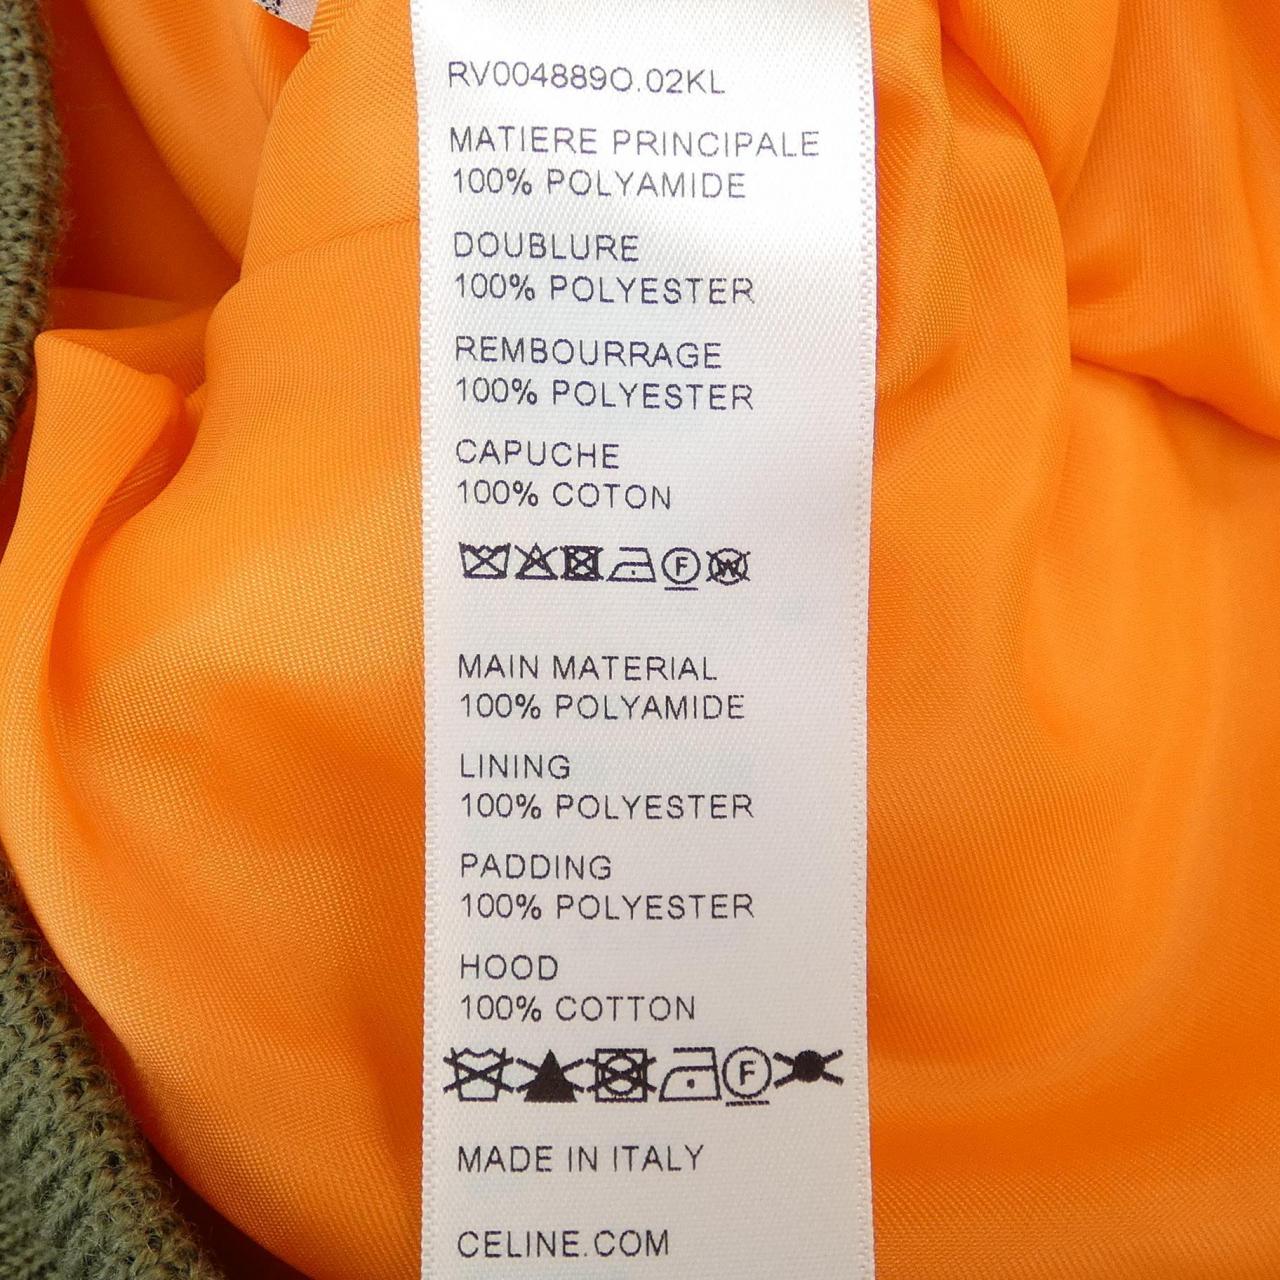 RV004889O.02KL
MATIERE PRINCIPALE
100% POLYAMIDE
DOUBLURE
100% POLYESTER
REMBOURRAGE
100% POLYESTER
CAPUCHE
100% COTON
F W
MAIN MATERIAL
100% POLYAMIDE
LINING
100% POLYESTER
PADDING
100% POLYESTER
HOOD
100% COTTON
F
MADE IN ITALY
CELINE.COM